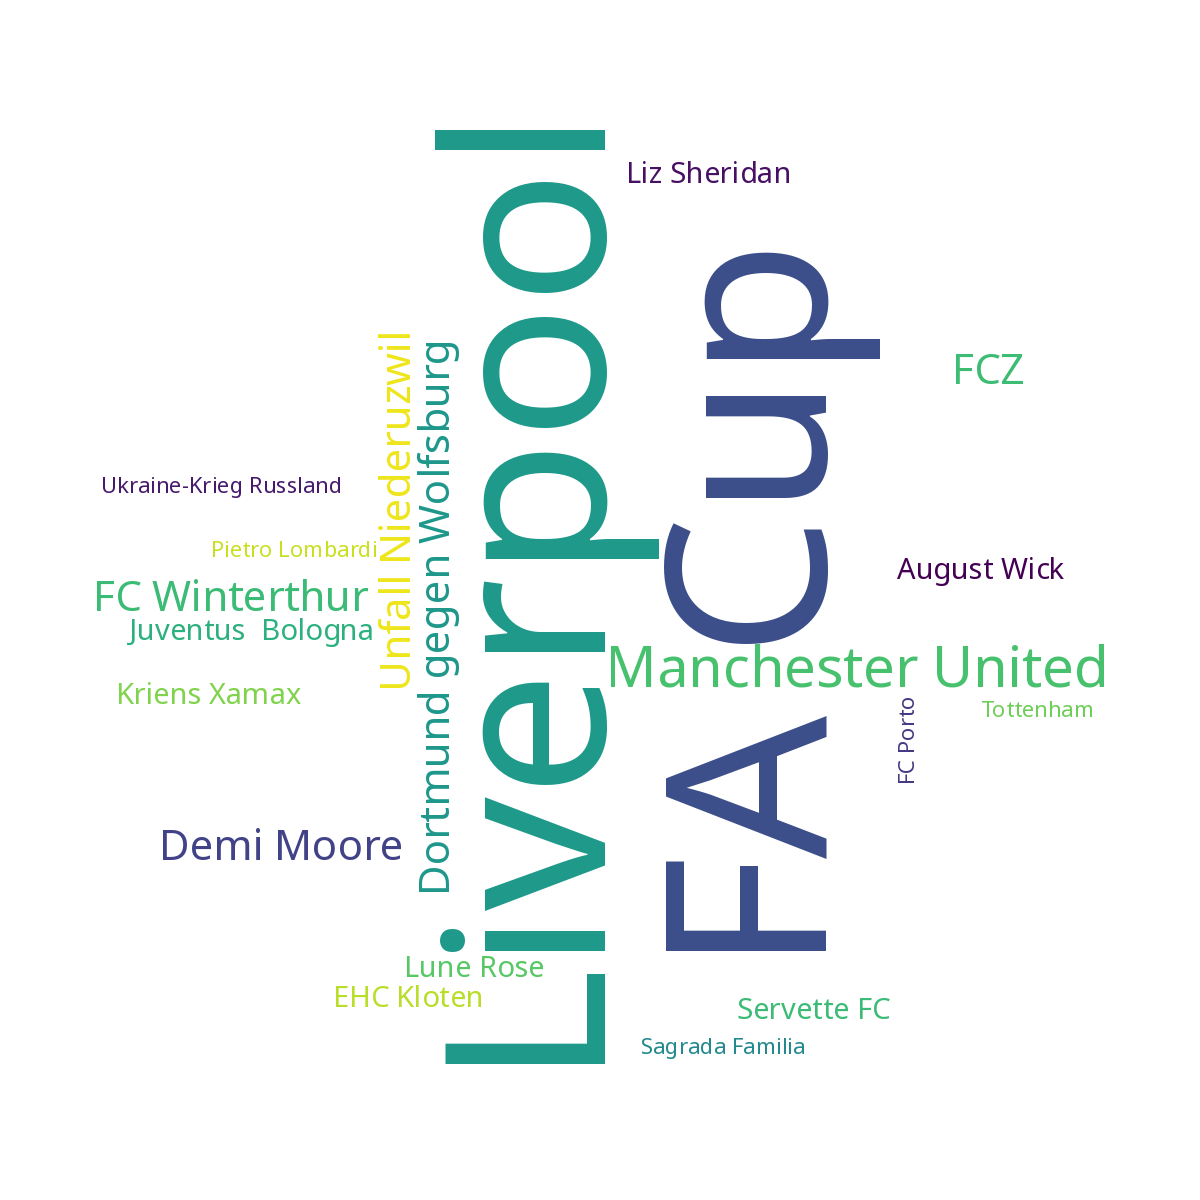 Liz Sheridan
Liverpool
FA Cup
Unfall Niederuzwil
Dortmund gegen Wolfsburg
FCZ
Ukraine-Krieg Russland
Pietro Lombardi
August Wick
FC Winterthur
Juventus  Bologna
Manchester United
Kriens Xamax
FC Porto
Tottenham
Demi Moore
Lune Rose
EHC Kloten
Servette FC
Sagrada Familia